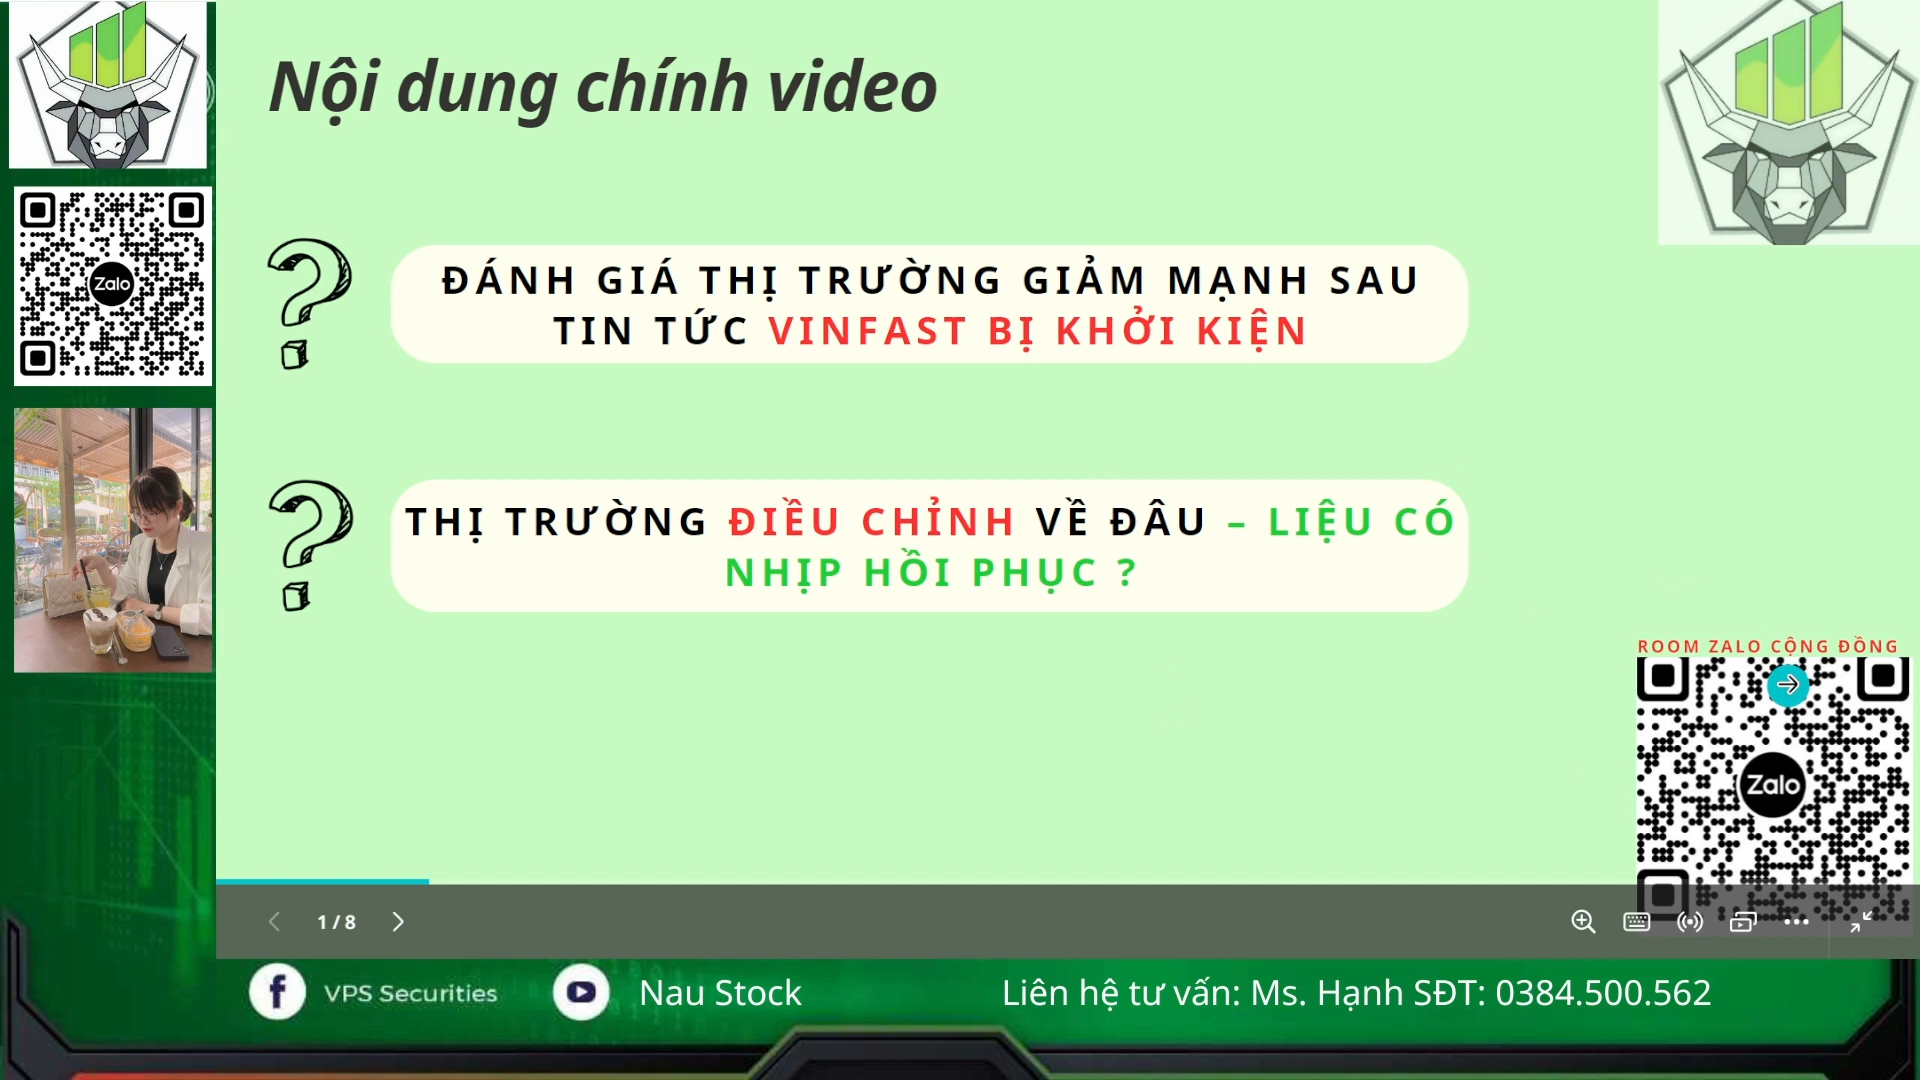 Nội dung chính video
ĐÁNH GIÁ THỊ TRƯỜNG GIẢM MẠNH SAU
TIN TỨC VINFAST BỊ KHỞI KIỆN
THỊ TRƯỜNG ĐIỀU CHỈNH VỀ ĐÂU – LIỆU CÓ
NHỊP HỒI PHỤC ?
Zalo
ROOM ZALO CỘNG ĐỒNG
Zalo
1 / 8
VPS Securities
Nau Stock
Liên hệ tư vấn: Ms. Hạnh SĐT: 0384.500.562